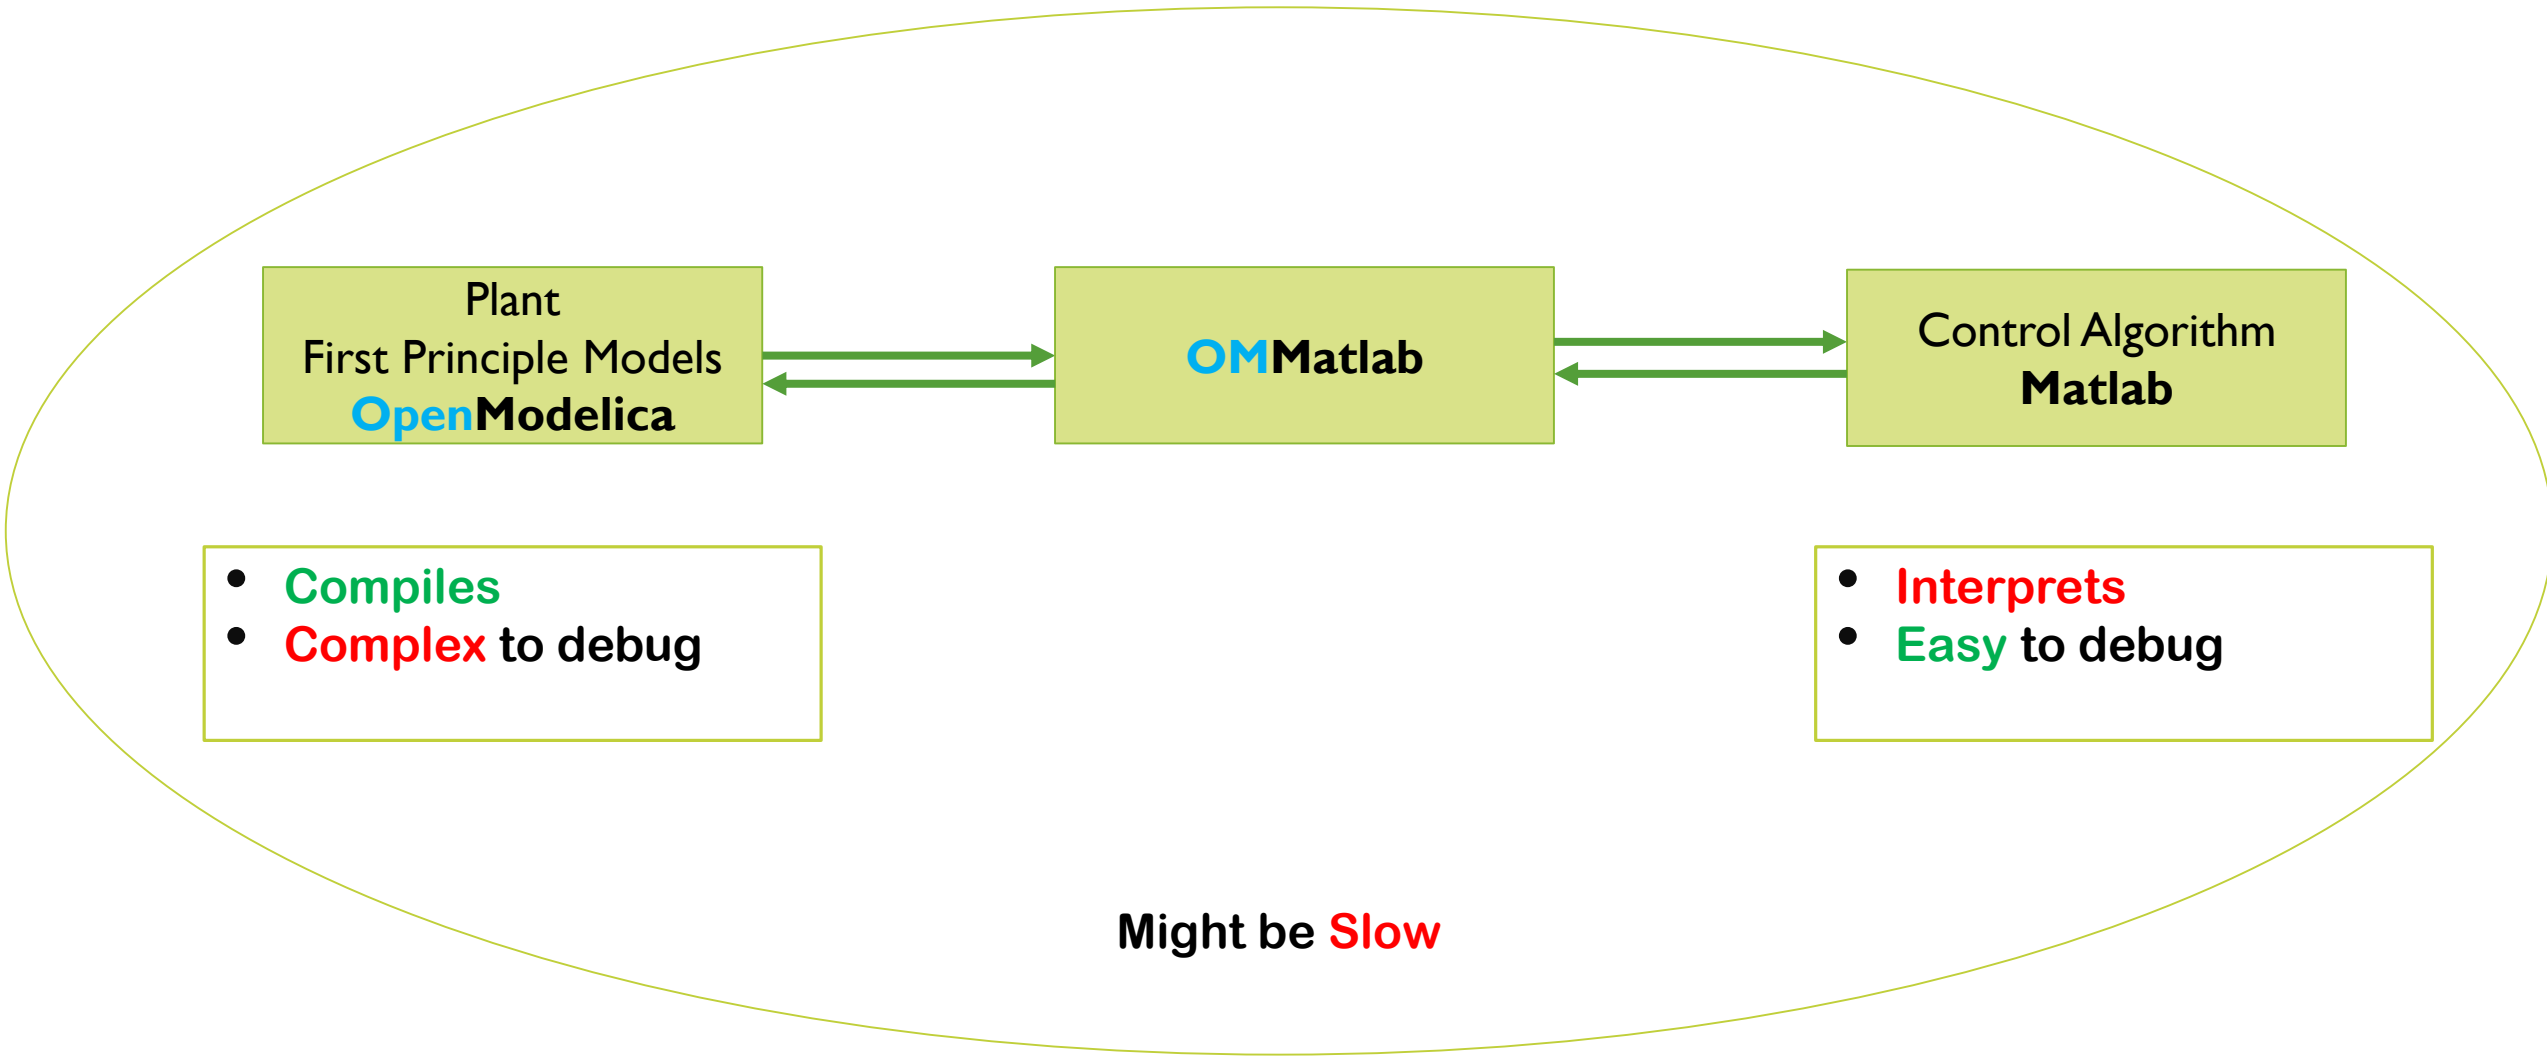 Plant
First Principle Models
OpenModelica
OMMatlab
Control Algorithm
Matlab
• Compiles
• Complex to debug
• Interprets
• Easy to debug
Might be Slow